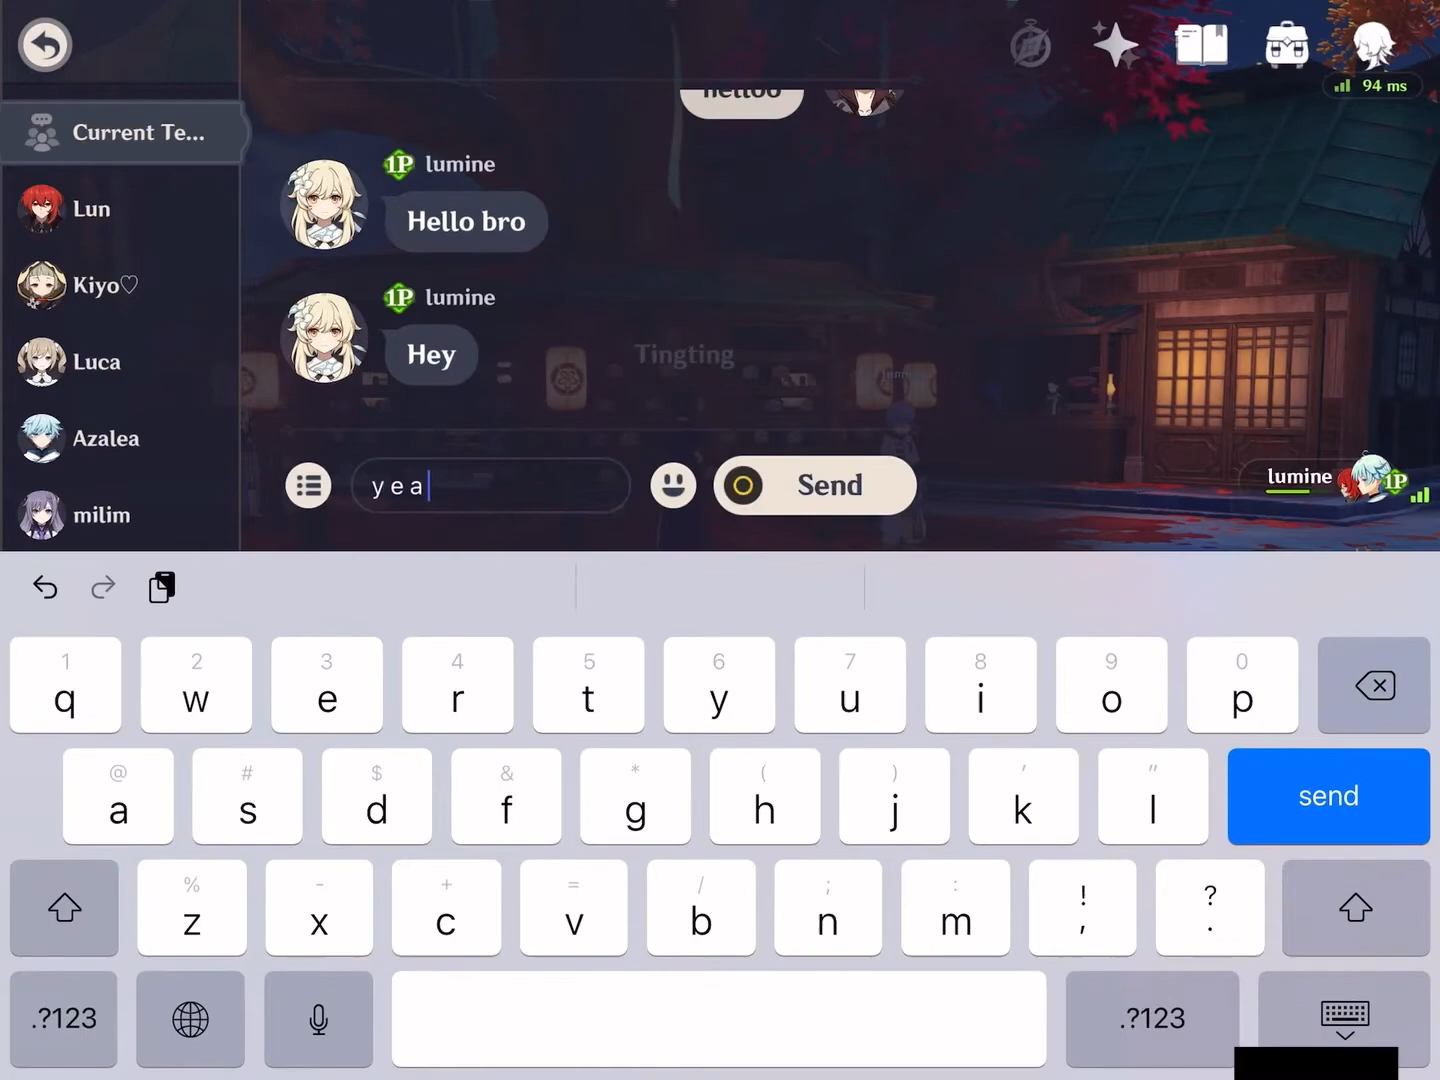 94 ms
Current Te...
Lun
Kiyo♡
Luca
Azalea
milim
helloo
1P lumine
Hello bro
1P lumine
Hey
Tingting
yea
Send
lumine
1P
1 2 3 4 5 6 7 8 9 0
q w e r t y u i o p
@ # $ & * ( ) ' "
a s d f g h j k l send
% - + = / ; : ! ?
z x c v b n m , .
.?123 .?123